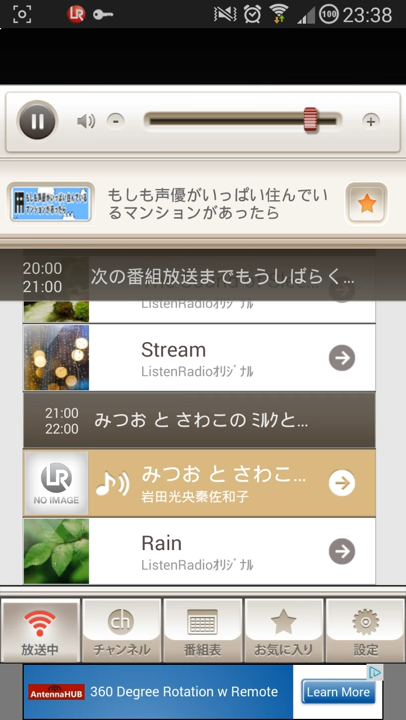 LR
100
23:38
-
+
もしも声優がいっぱい住んでい
るマンションがあったら
20:00
21:00
次の番組放送までもうしばらく...
ListenRadioｵﾘｼﾞﾅﾙ
Stream
ListenRadioｵﾘｼﾞﾅﾙ
21:00
22:00
みつお と さわこの ﾐﾙｸと...
LR
NO IMAGE
みつお と さわこ...
岩田光央秦佐和子
Rain
ListenRadioｵﾘｼﾞﾅﾙ
放送中
ch
チャンネル
番組表
お気に入り
設定
AntennaHUB
360 Degree Rotation w Remote
Learn More